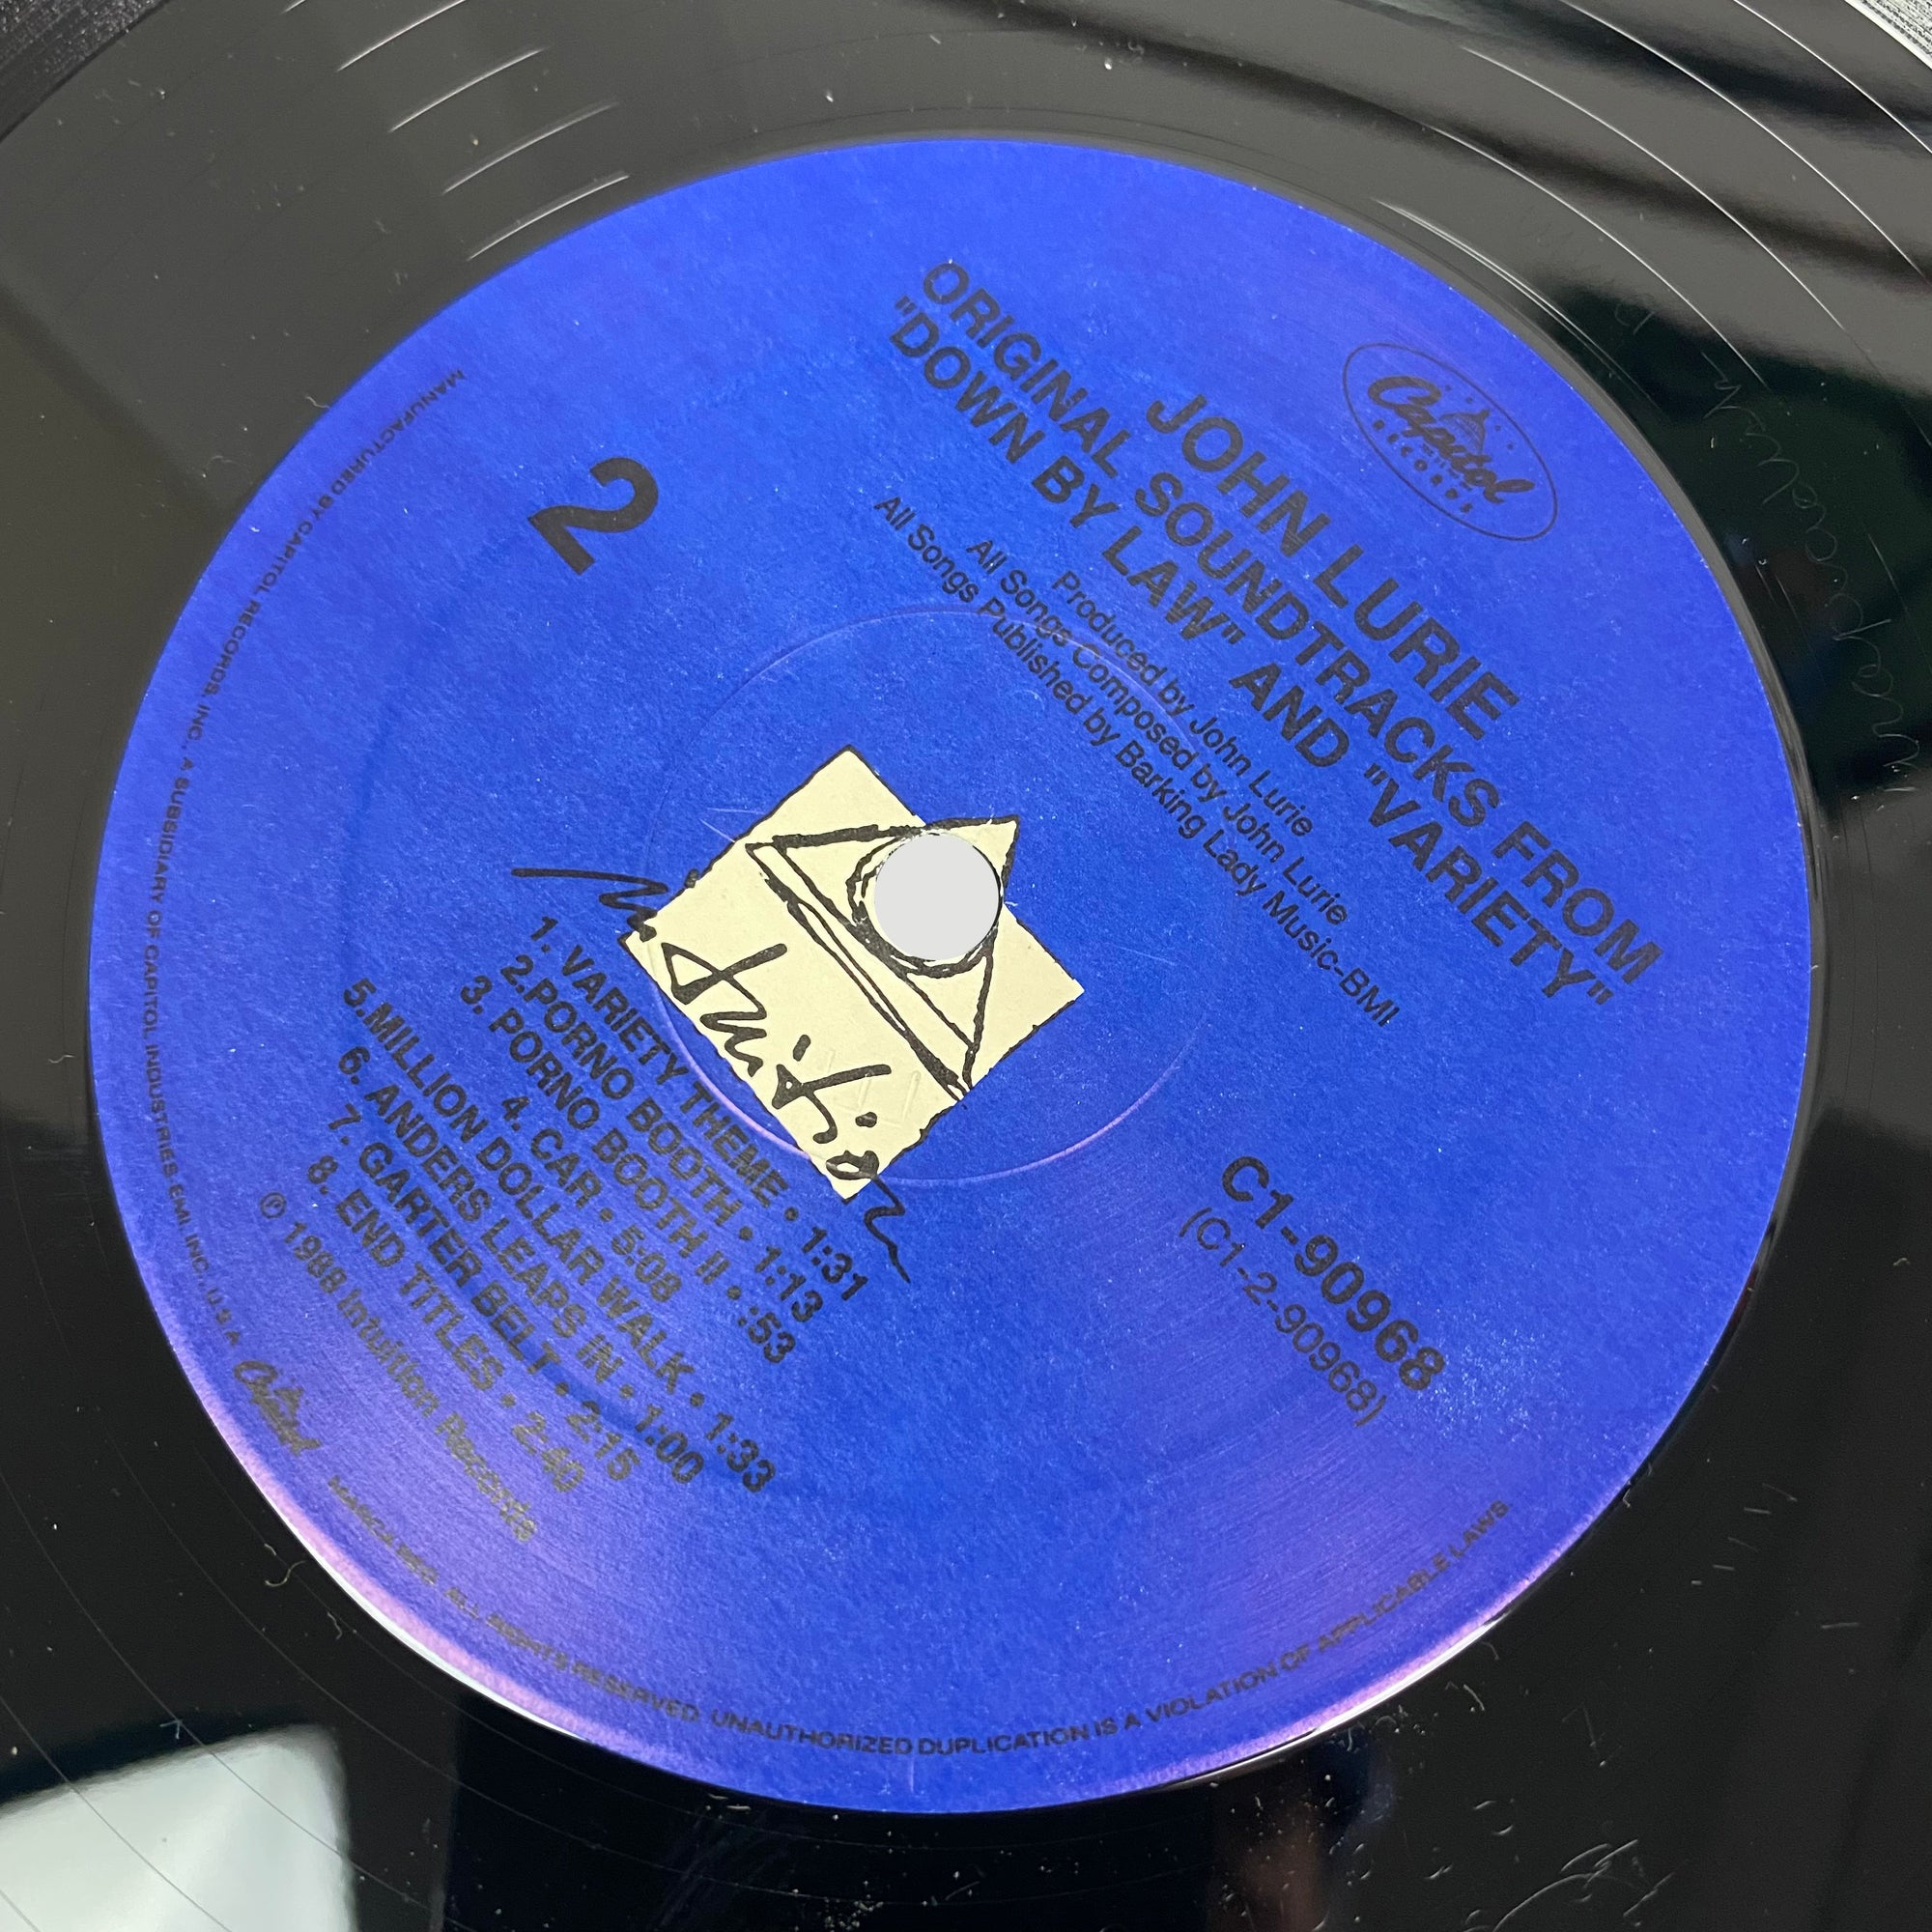 Capitol
RECORDS
JOHN LURIE
ORIGINAL SOUNDTRACKS FROM
"DOWN BY LAW" AND "VARIETY"
Produced by John Lurie
All Songs Composed by John Lurie
All Songs Published by Barking Lady Music-BMI
2
C1-90968
(C1-2-90968)
intuition
1. VARIETY THEME • 1:31
2.PORNO BOOTH • 1:13
3. PORNO BOOTH II • :53
4. CAR • 5:08
5.MILLION DOLLAR WALK • 1:33
6. ANDERS LEAPS IN • 1:00
7. GARTER BELT • 2:15
8. END TITLES • 2:40
℗ 1988 Intuition Records
MANUFACTURED BY CAPITOL RECORDS, INC., A SUBSIDIARY OF CAPITOL INDUSTRIES-EMI, INC., U.S.A. Capitol MARCA REG. ALL RIGHTS RESERVED. UNAUTHORIZED DUPLICATION IS A VIOLATION OF APPLICABLE LAWS.